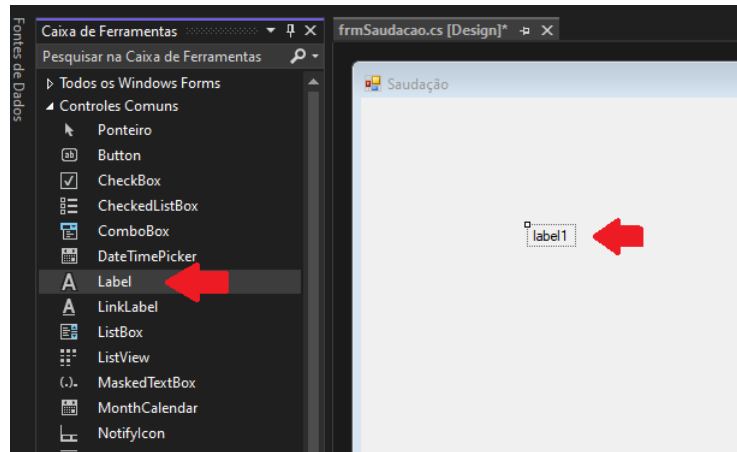 Fontes de Dados
Caixa de Ferramentas
Pesquisar na Caixa de Ferramentas
Todos os Windows Forms
Controles Comuns
Ponteiro
Button
CheckBox
CheckedListBox
ComboBox
DateTimePicker
Label
LinkLabel
ListBox
ListView
MaskedTextBox
MonthCalendar
NotifyIcon
frmSaudacao.cs [Design]*
Saudação
label1